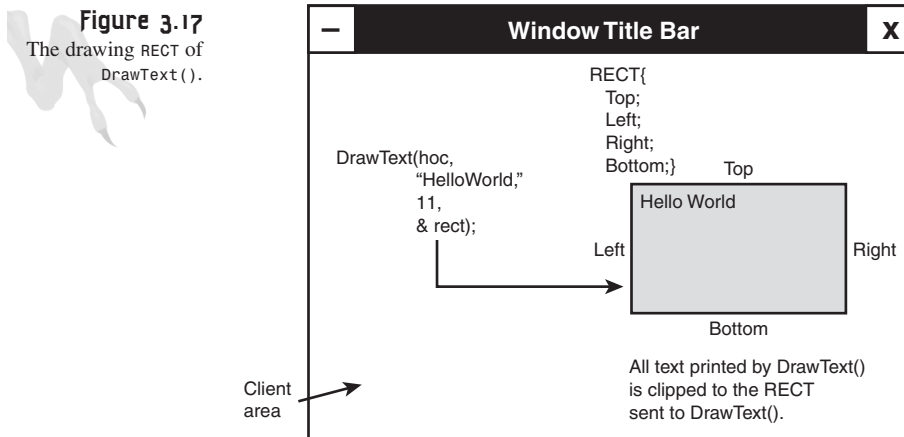 Figure 3.17
The drawing RECT of
DrawText().
–
Window Title Bar
X
RECT{
Top;
Left;
Right;
Bottom;}
DrawText(hoc,
“HelloWorld,”
11,
& rect);
Top
Hello World
Left
Right
Bottom
All text printed by DrawText()
is clipped to the RECT
sent to DrawText().
Client
area